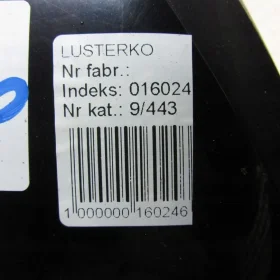 LUSTERKO
Nr fabr.:
Indeks: 016024
Nr kat.: 9/443
1 000000 160246